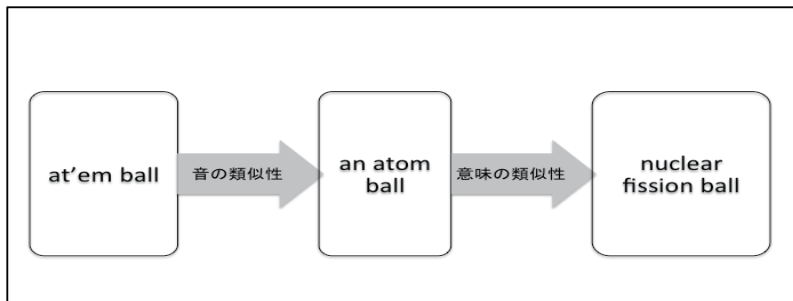 at'em ball
音の類似性
an atom
ball
意味の類似性
nuclear
fission ball